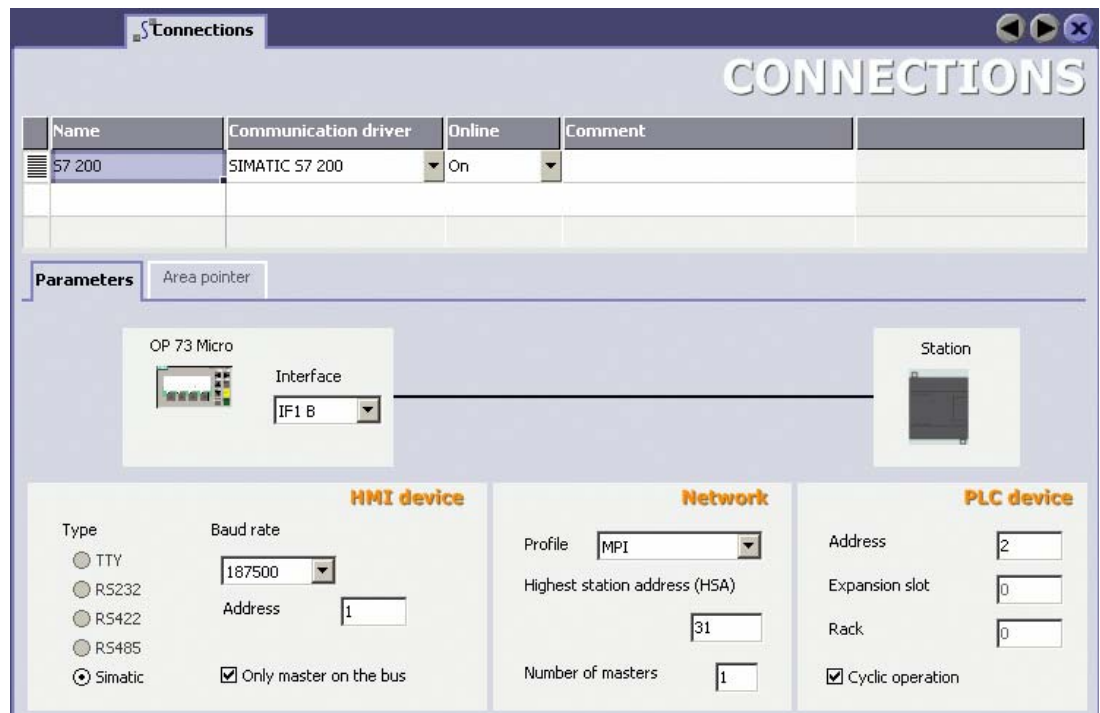 Connections
CONNECTIONS
Name Communication driver Online Comment
S7 200 SIMATIC S7 200 On
Parameters Area pointer
OP 73 Micro
Interface
IF1 B
Station
HMI device
Type Baud rate
TTY
187500
RS232
Address 1
RS422
RS485
Simatic
Only master on the bus
Network
Profile MPI
Highest station address (HSA)
31
Number of masters 1
PLC device
Address 2
Expansion slot 0
Rack 0
Cyclic operation